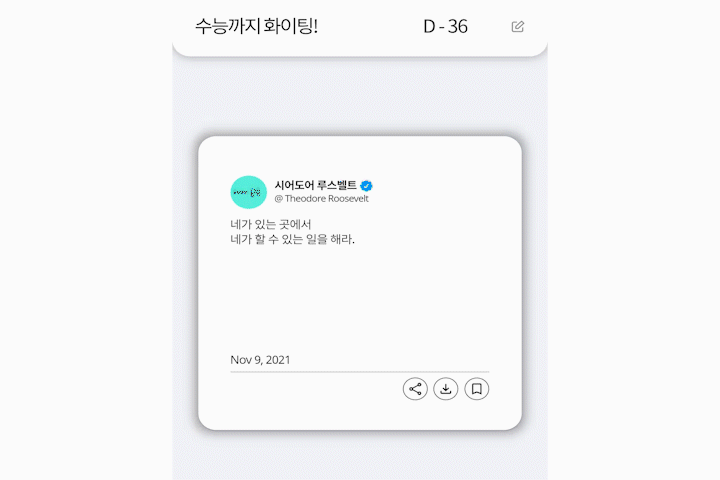 수능까지 화이팅!
D - 36
시어도어 루스벨트
@ Theodore Roosevelt
네가 있는 곳에서
네가 할 수 있는 일을 해라.
Nov 9, 2021